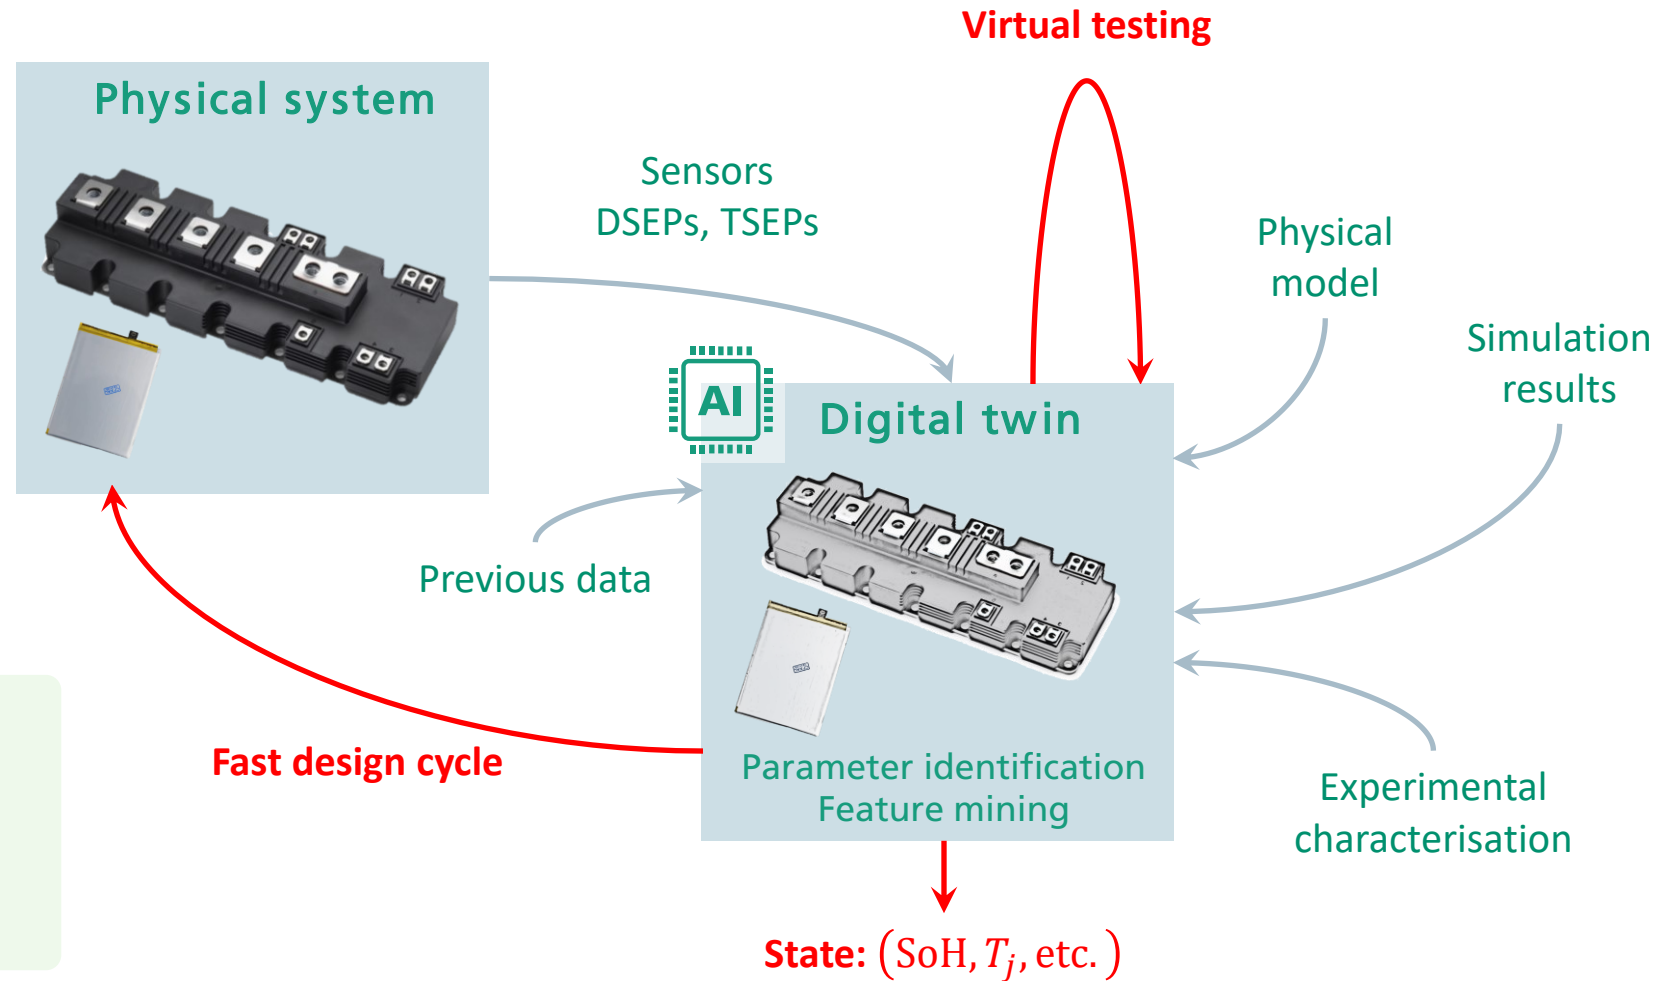 Virtual testing
Physical system
Sensors
DSEPs, TSEPs
Physical
model
Simulation
results
AI
Digital twin
Previous data
Fast design cycle
Parameter identification
Feature mining
Experimental
characterisation
State: (SoH, T_j, etc. )